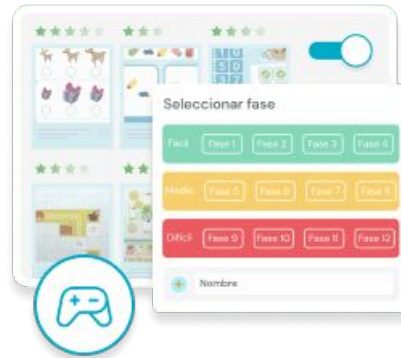 Seleccionar fase
Fácil Fase 1 Fase 2 Fase 3 Fase 4
Medio Fase 5 Fase 6 Fase 7 Fase 8
Difícil Fase 9 Fase 10 Fase 11 Fase 12
Nombre